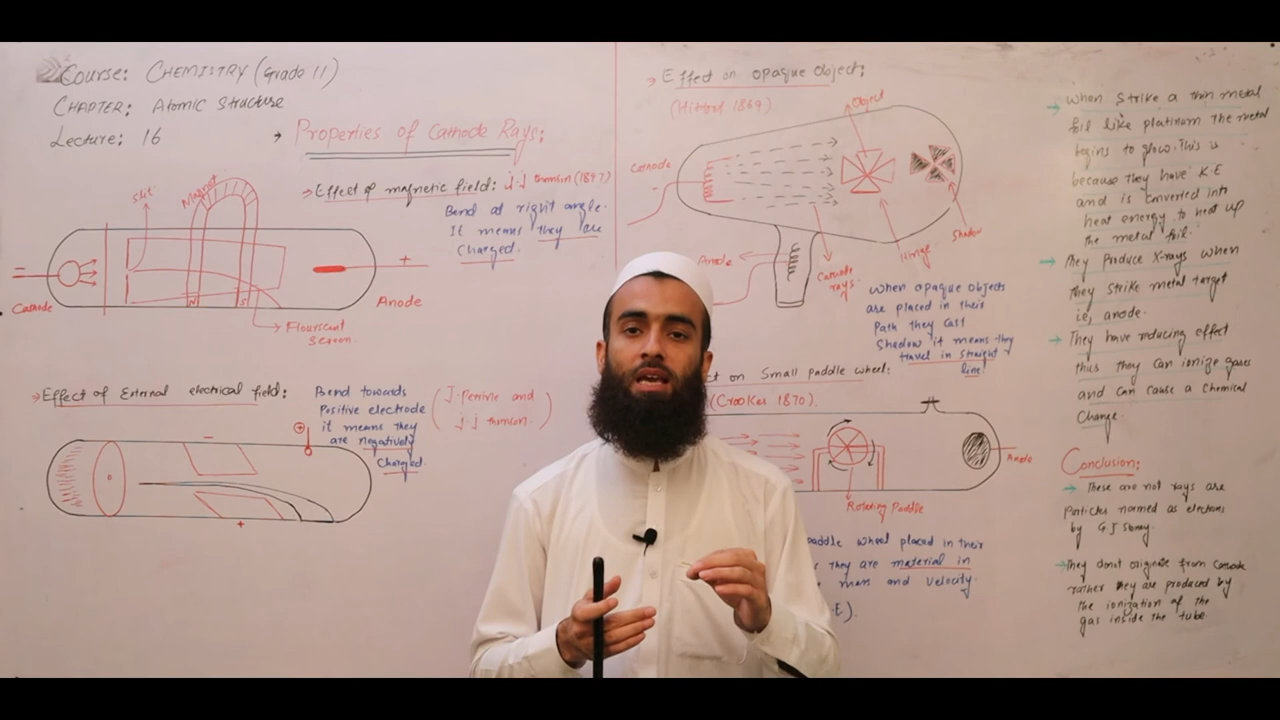 Course: CHEMISTRY (Grade 11)
CHAPTER: Atomic Structure
Lecture: 16
→ Properties of Cathode Rays:
→ Effect of magnetic field: J.J thomson (1897)
Bend at right angle.
It means they are
Charged.
Slit
Magnet
N
S
Cathode
−
+
Anode
Flourscent
Screen.
→ Effect of External electrical field:
Bend towards
Positive electrode
it means they
are negatively
Charged.
(J. Perrine and
J.J thomson.)
+
−
+
→ Effect on opaque object:
(Hittorf 1869)
Object
Cathode
−
Anode
Cathode
rays
Shadow
When opaque objects
are placed in their
Path they cast
Shadow it means they
travel in straight
line.
ct on Small paddle wheel:
(Crookes 1870).
Anode
Rotating Paddle
paddle wheel placed in their
they are material in
mass and velocity.
.E).
→ When Strike a thin metal
foil like platinum the metal
begins to glow. This is
because they have K.E
and is converted into
heat energy to heat up
the metal foil.
→ They Produce X-rays when
they strike metal target
i.e, anode.
→ They have reducing effect
thus they can ionize gases
and can cause a Chemical
Change.
Conclusion:
→ These are not rays are
Particles named as electrons
by G J Stoney.
→ They donot originate from Cathode
rather they are produced by
the ionization of the
gas inside the tube.